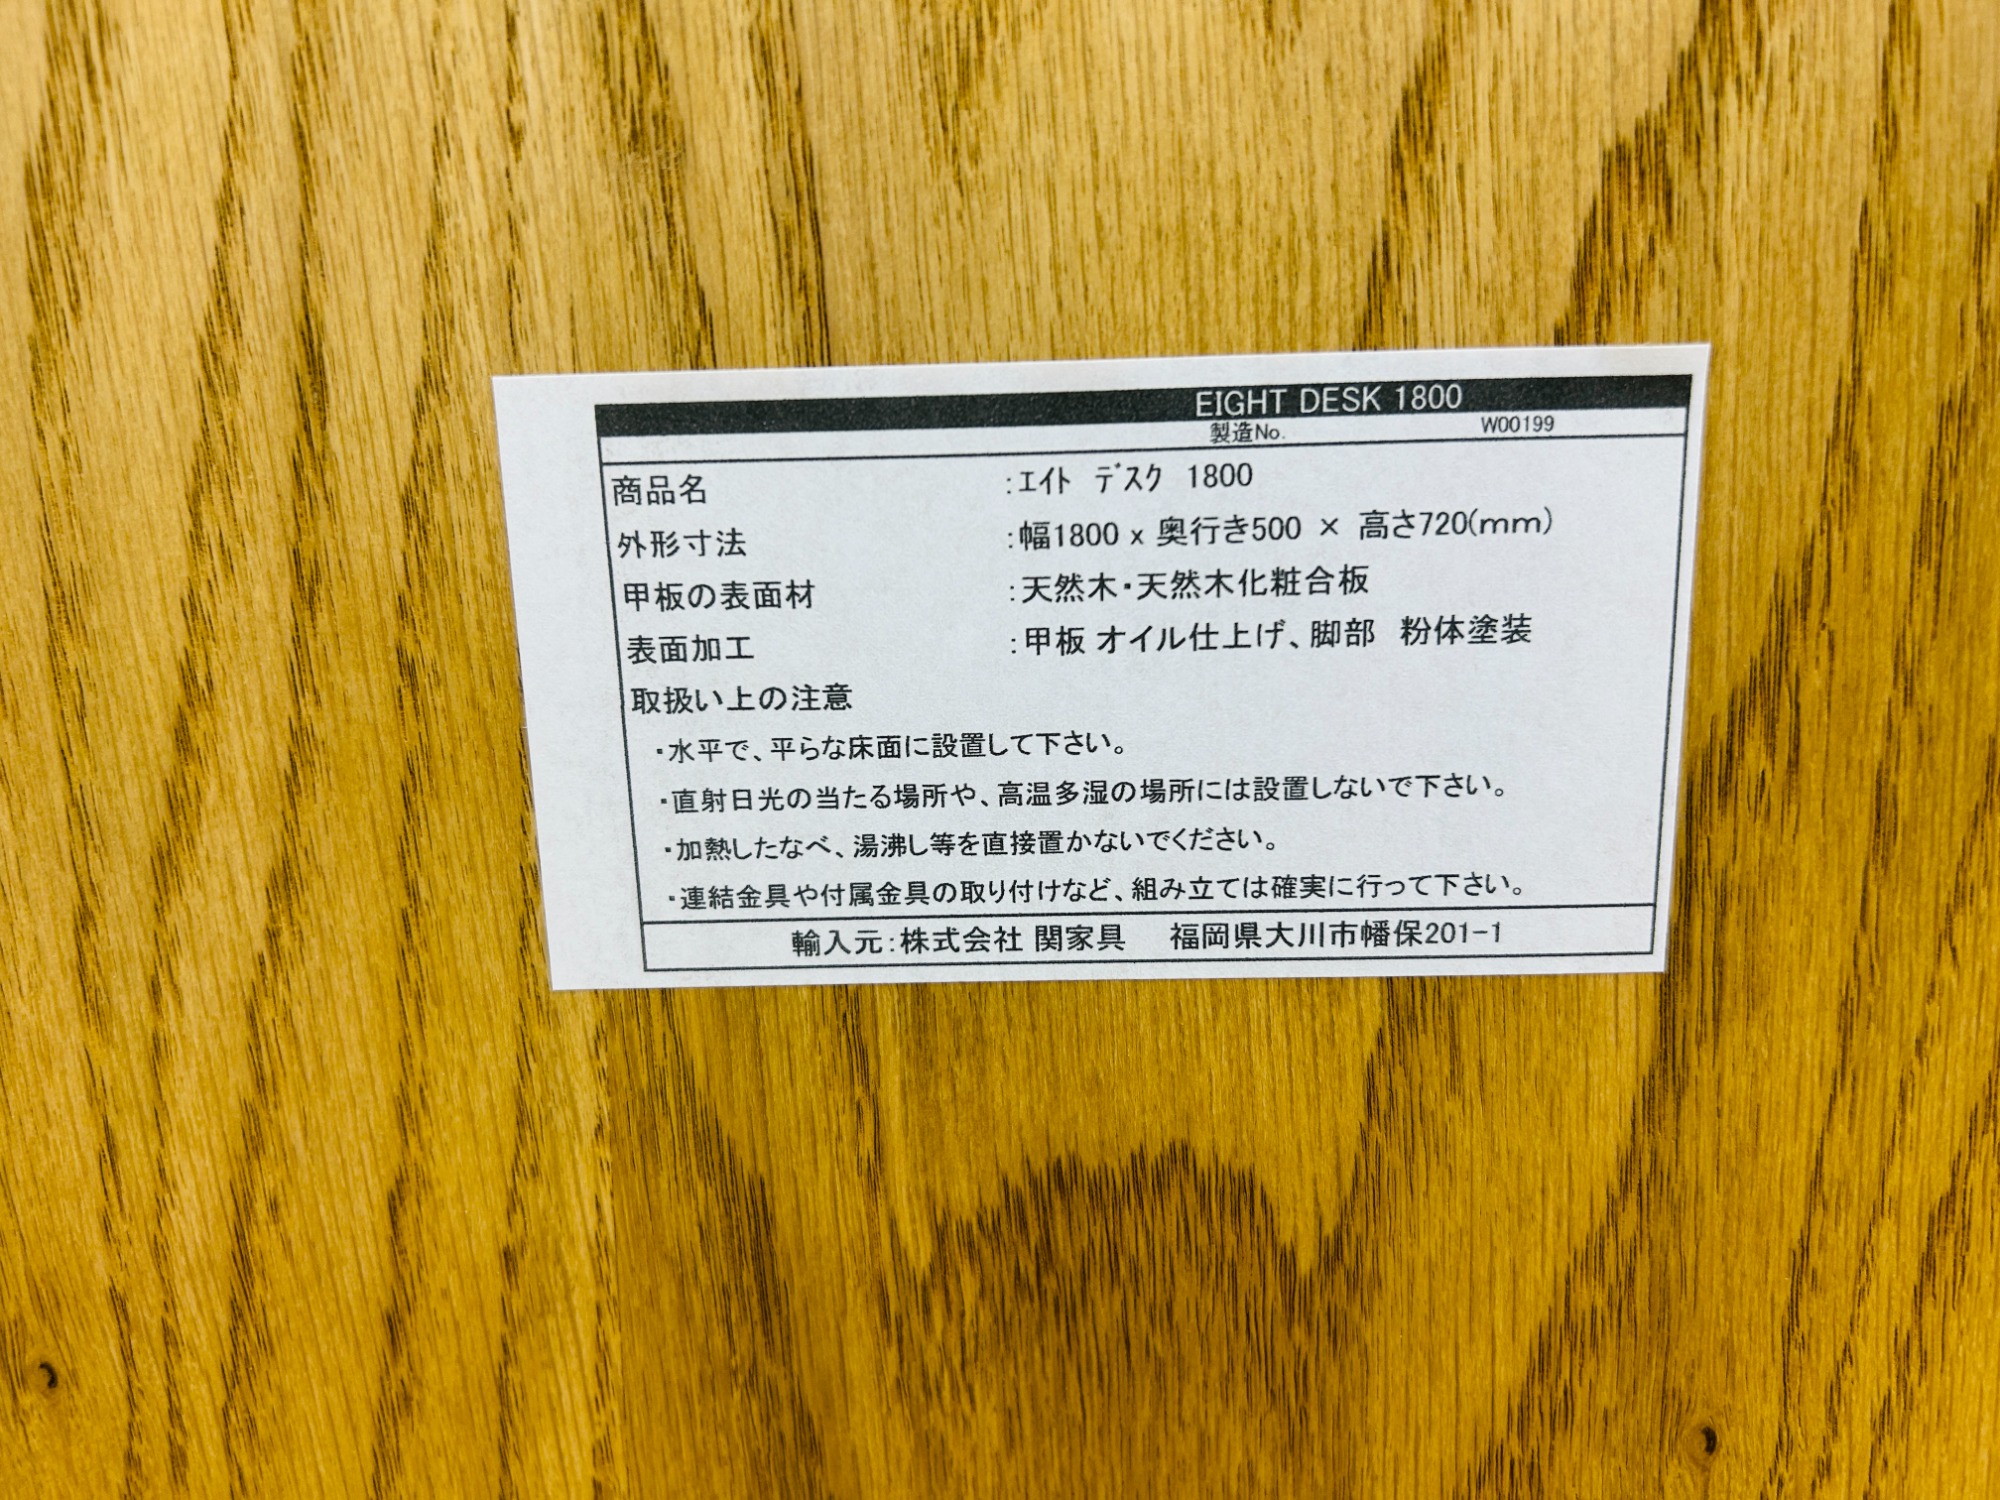 EIGHT DESK 1800
製造No. W00199
商品名 :ｴｲﾄ ﾃﾞｽｸ 1800
外形寸法 :幅1800 x 奥行き500 × 高さ720(mm)
甲板の表面材 :天然木・天然木化粧合板
表面加工 :甲板 オイル仕上げ、脚部 粉体塗装
取扱い上の注意
・水平で、平らな床面に設置して下さい。
・直射日光の当たる場所や、高温多湿の場所には設置しないで下さい。
・加熱したなべ、湯沸し等を直接置かないでください。
・連結金具や付属金具の取り付けなど、組み立ては確実に行って下さい。
輸入元:株式会社 関家具 福岡県大川市幡保201-1